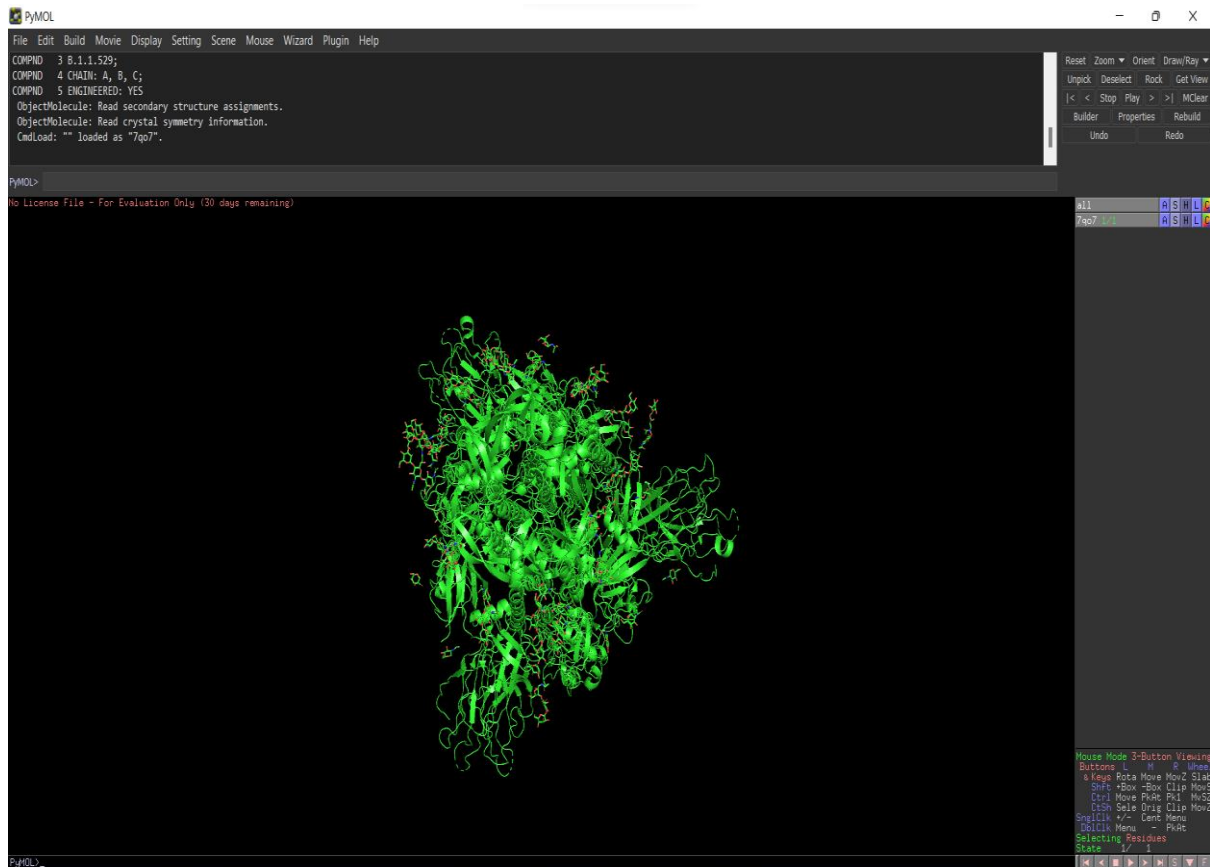 PyMOL
File Edit Build Movie Display Setting Scene Mouse Wizard Plugin Help
COMPND 3 B.1.1.529;
COMPND 4 CHAIN: A, B, C;
COMPND 5 ENGINEERED: YES
ObjectMolecule: Read secondary structure assignments.
ObjectMolecule: Read crystal symmetry information.
CmdLoad: "" loaded as "7qo7".
Reset Zoom Orient Draw/Ray
Unpick Deselect Rock Get View
|< < Stop Play > >| MClear
Builder Properties Rebuild
Undo Redo
PyMOL>
No License File - For Evaluation Only (30 days remaining)
all A S H L C
7qo7 1/1 A S H L C
Mouse Mode 3-Button Viewing
Buttons L M R Whee
& Keys Rota Move MovZ Slab
Shft +Box -Box Clip MovS
Ctrl Move PkAt Pk1 MvSZ
CtSh Sele Orig Clip MovZ
SnglClk +/- Cent Menu
DblClk Menu - PkAt
Selecting Residues
State 1/ 1
PyMOL>_
S F